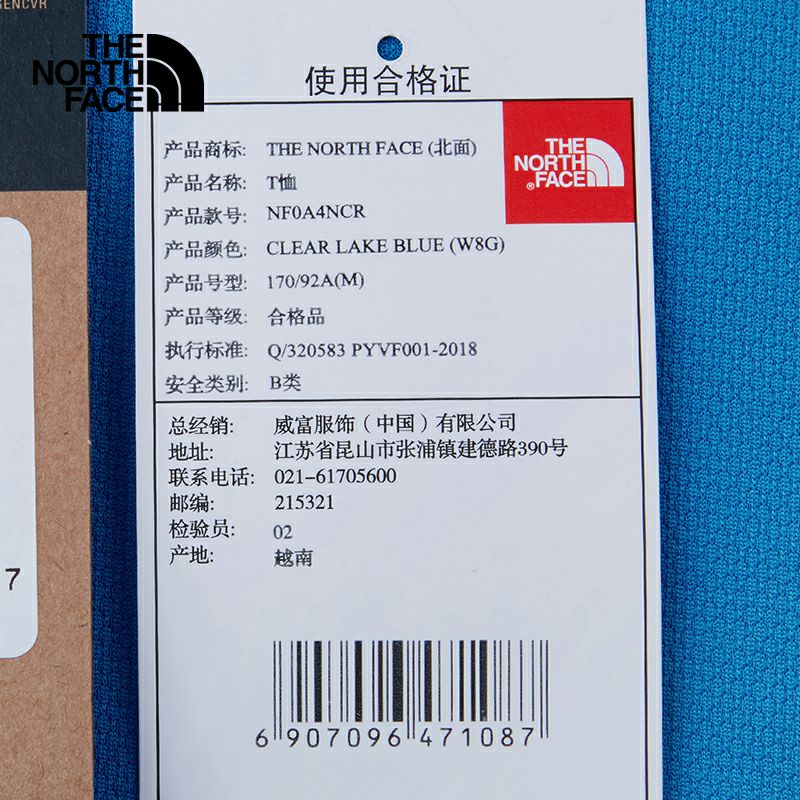 GENCVR
THE
NORTH
FACE
使用合格证
产品商标: THE NORTH FACE (北面)
产品名称: T恤
产品款号: NF0A4NCR
产品颜色: CLEAR LAKE BLUE (W8G)
产品号型: 170/92A(M)
产品等级: 合格品
执行标准: Q/320583 PYVF001-2018
安全类别: B类
THE
NORTH
®FACE
总经销: 威富服饰（中国）有限公司
地址: 江苏省昆山市张浦镇建德路390号
联系电话: 021-61705600
邮编: 215321
检验员: 02
产地: 越南
7
6 907096 471087